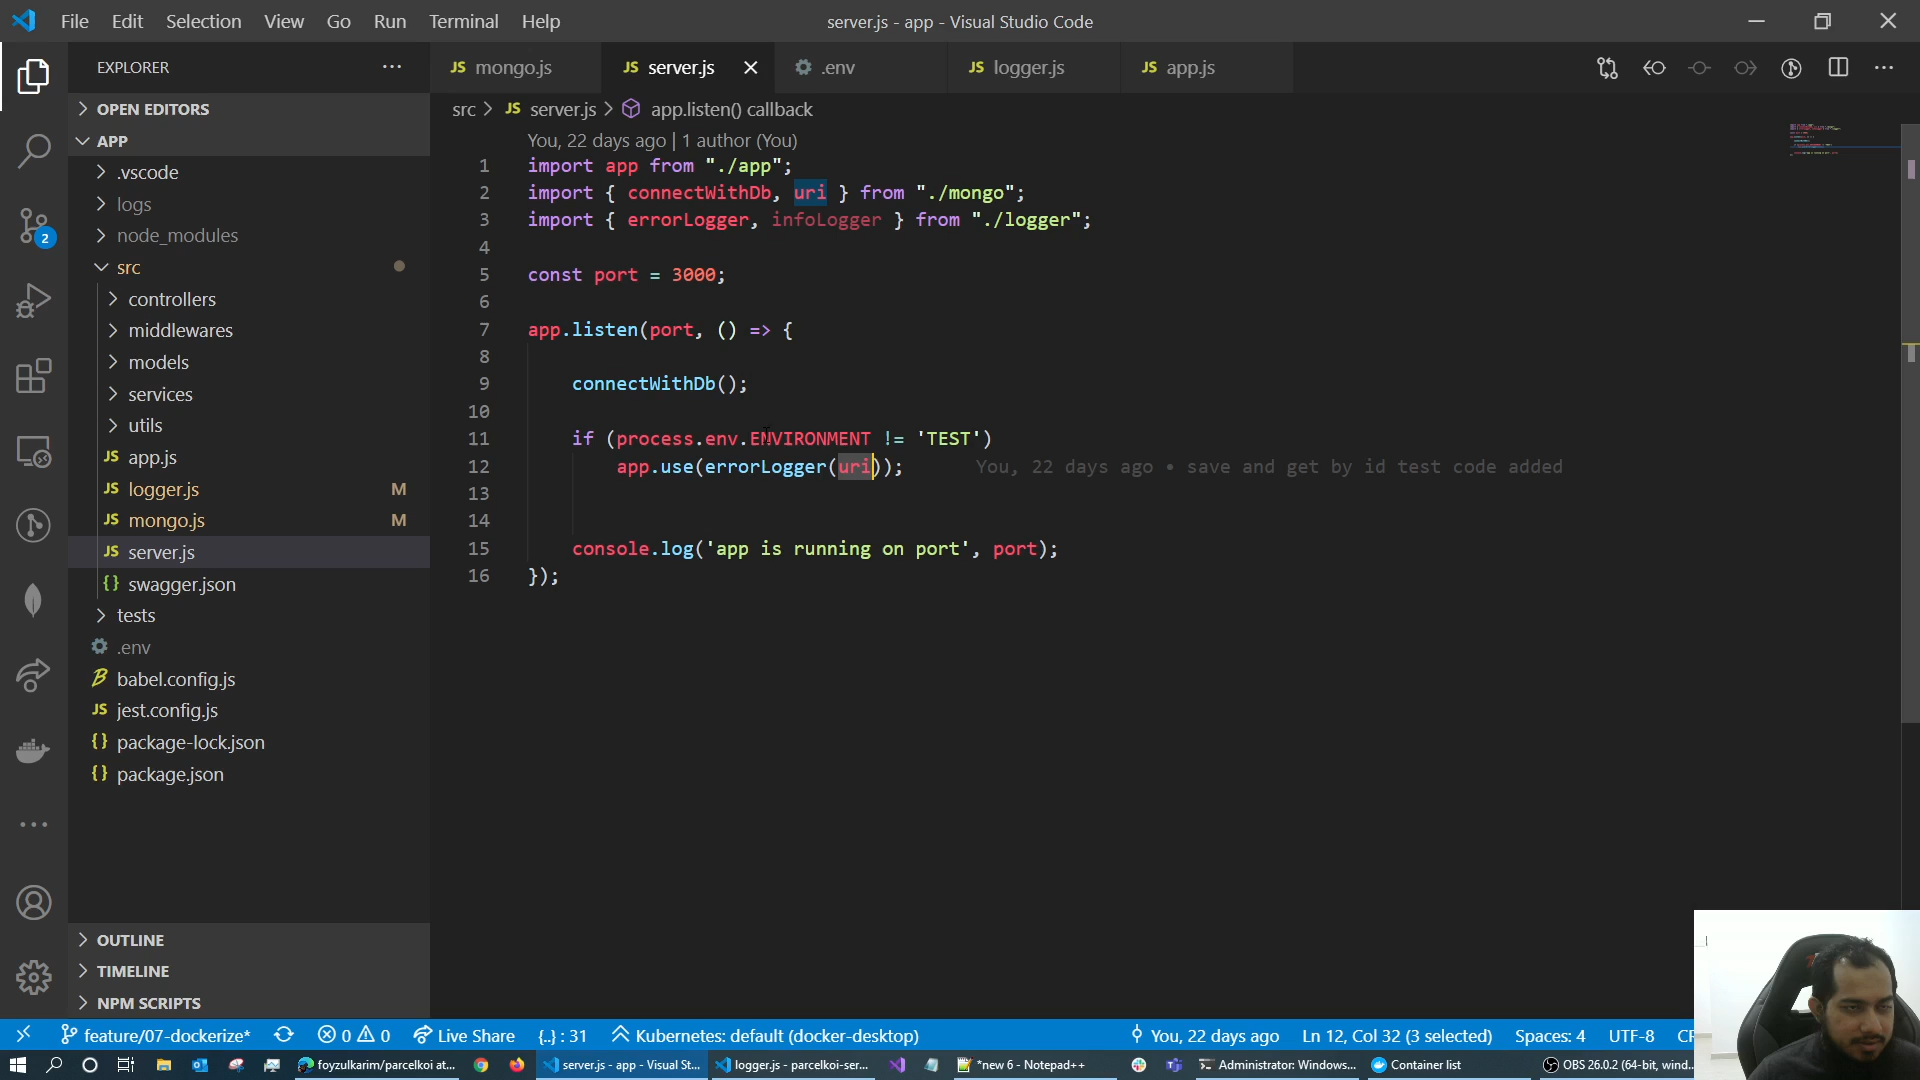 File Edit Selection View Go Run Terminal Help
server.js - app - Visual Studio Code
EXPLORER
JS mongo.js
JS server.js
.env
JS logger.js
JS app.js
OPEN EDITORS
src > JS server.js > app.listen() callback
APP
You, 22 days ago | 1 author (You)
.vscode
logs
node_modules
src
controllers
middlewares
models
services
utils
JS app.js
JS logger.js M
JS mongo.js M
JS server.js
{} swagger.json
tests
.env
babel.config.js
JS jest.config.js
{} package-lock.json
{} package.json
OUTLINE
TIMELINE
NPM SCRIPTS
2
1 import app from "./app";
2 import { connectWithDb, uri } from "./mongo";
3 import { errorLogger, infoLogger } from "./logger";
4
5 const port = 3000;
6
7 app.listen(port, () => {
8
9 connectWithDb();
10
11 if (process.env.ENVIRONMENT != 'TEST')
12 app.use(errorLogger(uri)); You, 22 days ago • save and get by id test code added
13
14
15 console.log('app is running on port', port);
16 });
feature/07-dockerize* 0 0 Live Share {..} : 31 Kubernetes: default (docker-desktop) You, 22 days ago Ln 12, Col 32 (3 selected) Spaces: 4 UTF-8
foyzulkarim/parcelkoi at... server.js - app - Visual St... logger.js - parcelkoi-ser... *new 6 - Notepad++ Administrator: Windows... Container list OBS 26.0.2 (64-bit, wind...